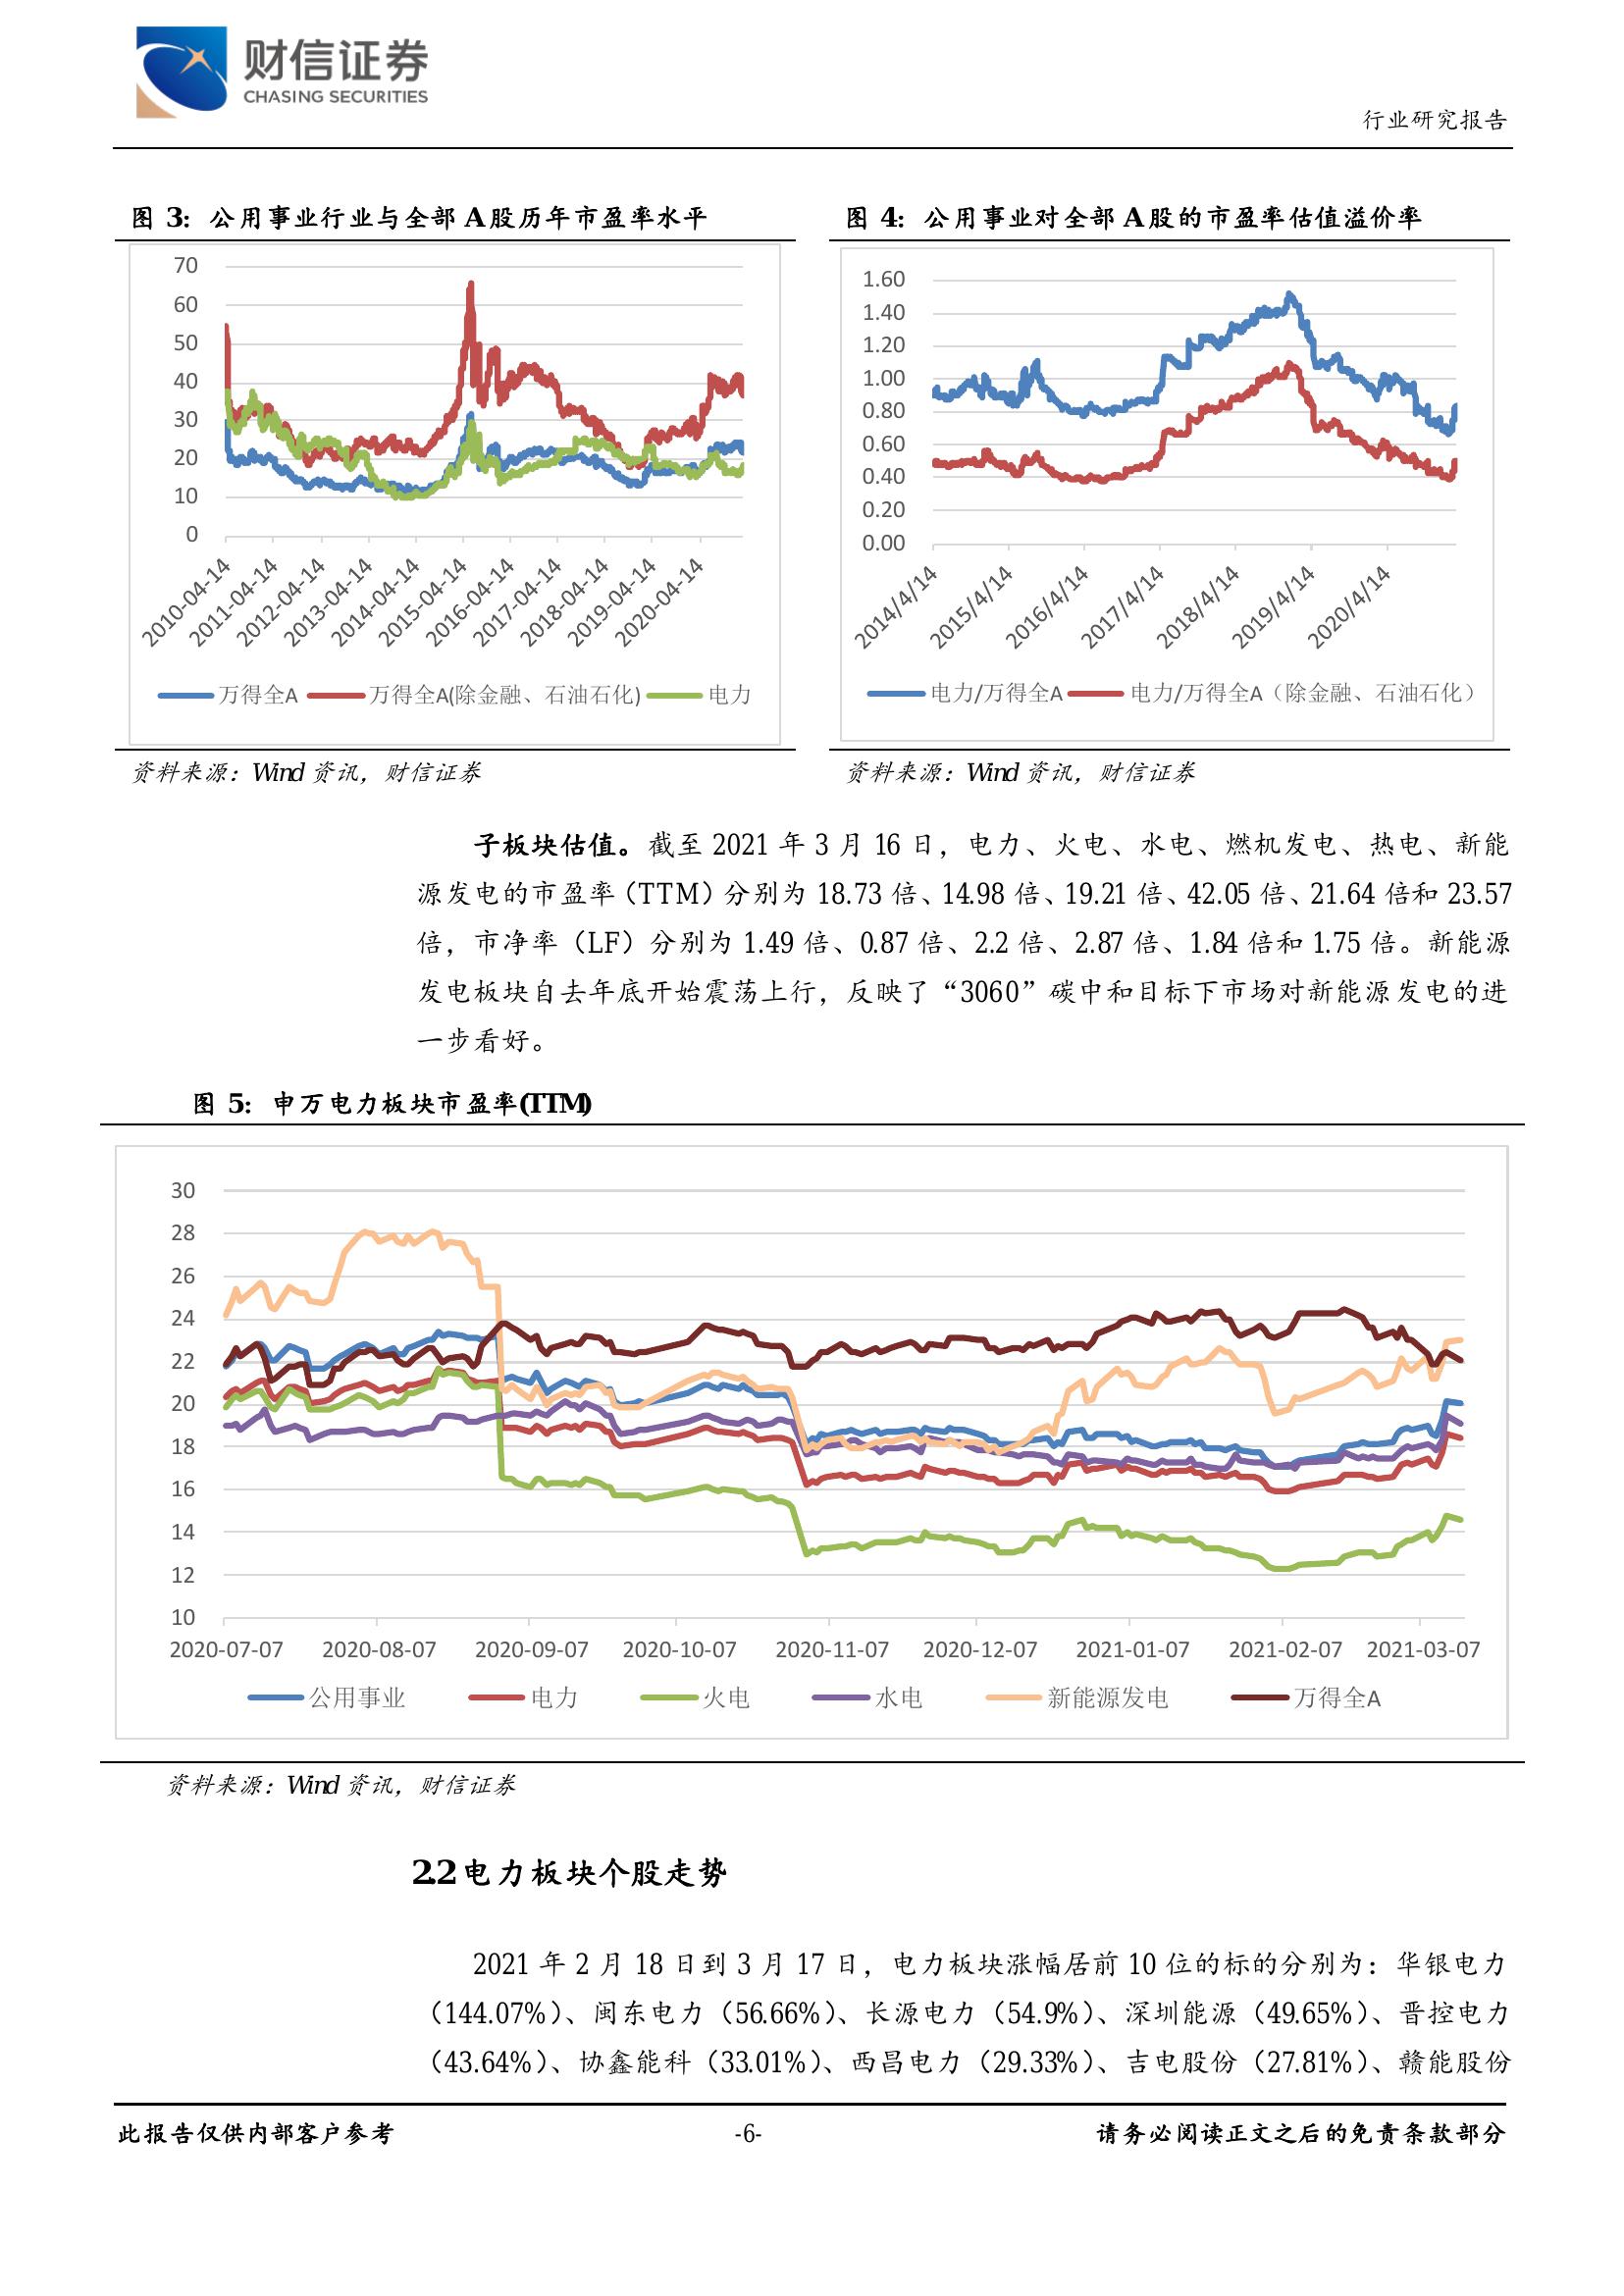 财信证券
CHASING SECURITIES
行业研究报告
图 3：公用事业行业与全部 A 股历年市盈率水平
70
60
50
40
30
20
10
0
2010-04-14
2011-04-14
2012-04-14
2013-04-14
2014-04-14
2015-04-14
2016-04-14
2017-04-14
2018-04-14
2019-04-14
2020-04-14
万得全A 万得全A(除金融、石油石化) 电力
资料来源：Wind 资讯，财信证券
图 4：公用事业对全部 A 股的市盈率估值溢价率
1.60
1.40
1.20
1.00
0.80
0.60
0.40
0.20
0.00
2014/4/14
2015/4/14
2016/4/14
2017/4/14
2018/4/14
2019/4/14
2020/4/14
电力/万得全A 电力/万得全A（除金融、石油石化）
资料来源：Wind 资讯，财信证券
子板块估值。截至 2021 年 3 月 16 日，电力、火电、水电、燃机发电、热电、新能
源发电的市盈率（TTM）分别为 18.73 倍、14.98 倍、19.21 倍、42.05 倍、21.64 倍和 23.57
倍，市净率（LF）分别为 1.49 倍、0.87 倍、2.2 倍、2.87 倍、1.84 倍和 1.75 倍。新能源
发电板块自去年底开始震荡上行，反映了“3060”碳中和目标下市场对新能源发电的进
一步看好。
图 5：申万电力板块市盈率(TTM)
30
28
26
24
22
20
18
16
14
12
10
2020-07-07 2020-08-07 2020-09-07 2020-10-07 2020-11-07 2020-12-07 2021-01-07 2021-02-07 2021-03-07
公用事业 电力 火电 水电 新能源发电 万得全A
资料来源：Wind 资讯，财信证券
2.2 电力板块个股走势
2021 年 2 月 18 日到 3 月 17 日，电力板块涨幅居前 10 位的标的分别为：华银电力
（144.07%）、闽东电力（56.66%）、长源电力（54.9%）、深圳能源（49.65%）、晋控电力
（43.64%）、协鑫能科（33.01%）、西昌电力（29.33%）、吉电股份（27.81%）、赣能股份
此报告仅供内部客户参考 -6- 请务必阅读正文之后的免责条款部分